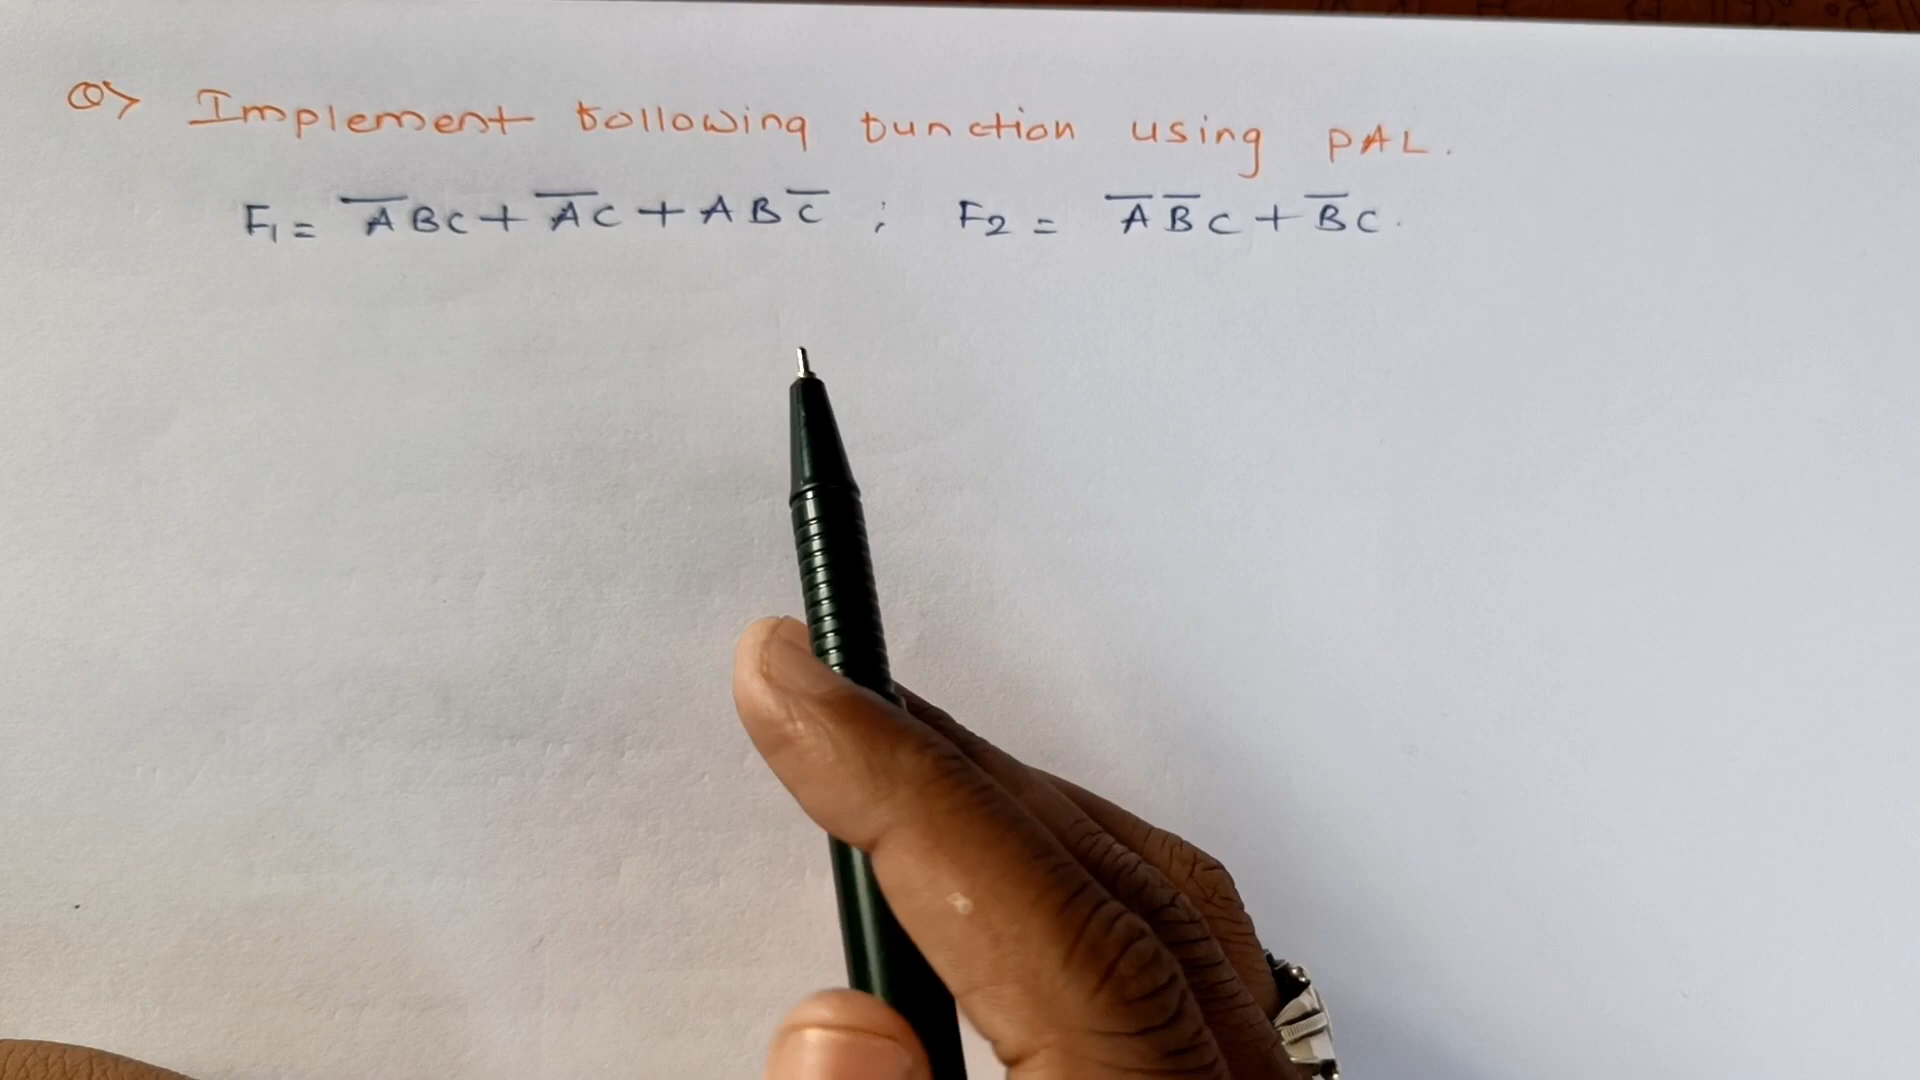 Q> Implement following function using PAL.
F₁ = A̅BC + A̅C + ABC̅ ; F₂ = A̅B̅C + B̅C.